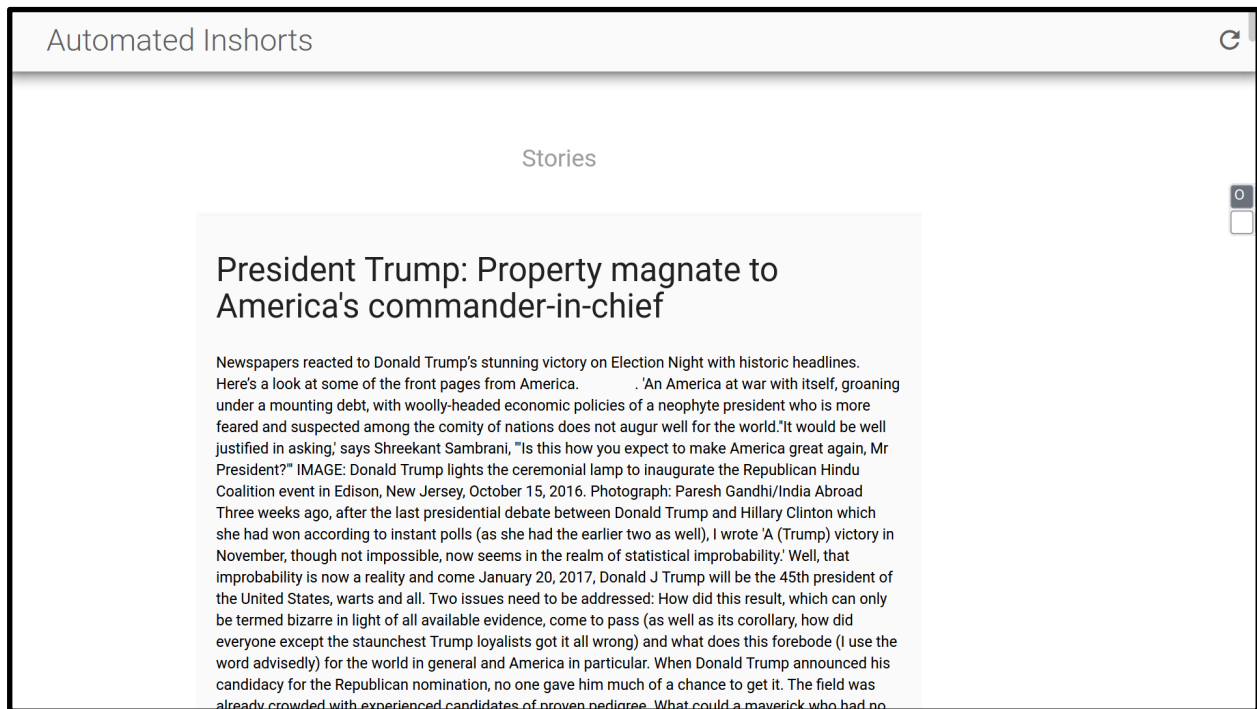 Automated Inshorts
Stories
O
President Trump: Property magnate to
America's commander-in-chief
Newspapers reacted to Donald Trump’s stunning victory on Election Night with historic headlines.
Here’s a look at some of the front pages from America. . 'An America at war with itself, groaning
under a mounting debt, with woolly-headed economic policies of a neophyte president who is more
feared and suspected among the comity of nations does not augur well for the world.''It would be well
justified in asking,' says Shreekant Sambrani, '"Is this how you expect to make America great again, Mr
President?"' IMAGE: Donald Trump lights the ceremonial lamp to inaugurate the Republican Hindu
Coalition event in Edison, New Jersey, October 15, 2016. Photograph: Paresh Gandhi/India Abroad
Three weeks ago, after the last presidential debate between Donald Trump and Hillary Clinton which
she had won according to instant polls (as she had the earlier two as well), I wrote 'A (Trump) victory in
November, though not impossible, now seems in the realm of statistical improbability.' Well, that
improbability is now a reality and come January 20, 2017, Donald J Trump will be the 45th president of
the United States, warts and all. Two issues need to be addressed: How did this result, which can only
be termed bizarre in light of all available evidence, come to pass (as well as its corollary, how did
everyone except the staunchest Trump loyalists got it all wrong) and what does this forebode (I use the
word advisedly) for the world in general and America in particular. When Donald Trump announced his
candidacy for the Republican nomination, no one gave him much of a chance to get it. The field was
already crowded with experienced candidates of proven pedigree. What could a maverick who had no